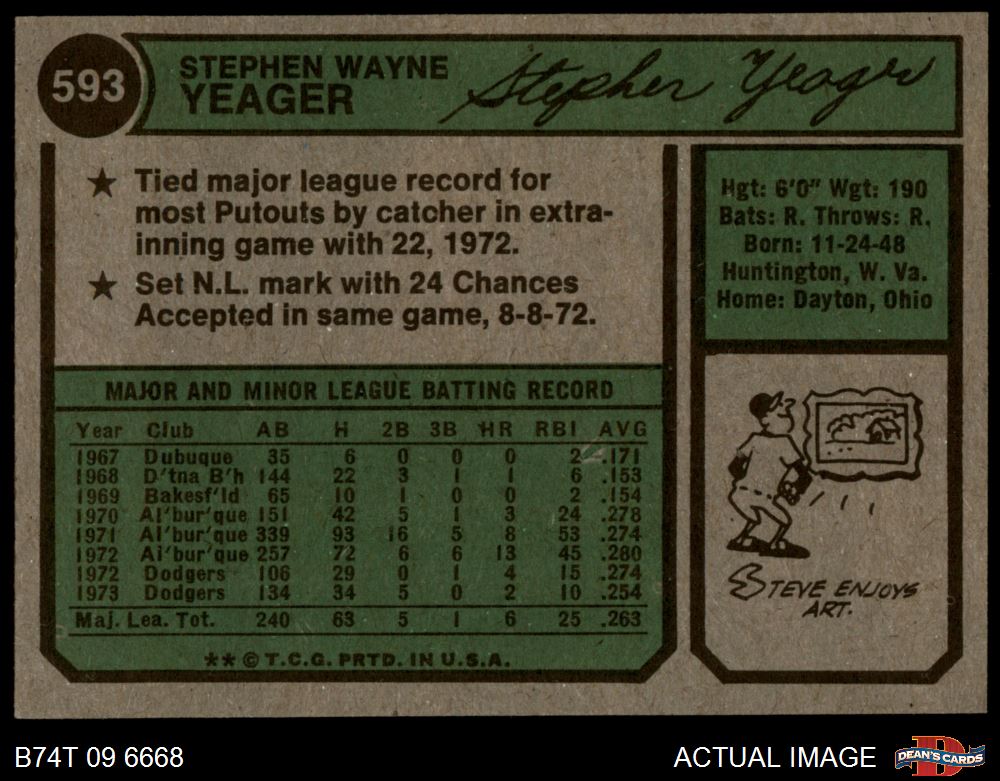 593
STEPHEN WAYNE
YEAGER
Stephen Yeager
★ Tied major league record for
most Putouts by catcher in extra-
inning game with 22, 1972.
★ Set N.L. mark with 24 Chances
Accepted in same game, 8-8-72.
Hgt: 6'0" Wgt: 190
Bats: R. Throws: R.
Born: 11-24-48
Huntington, W. Va.
Home: Dayton, Ohio
MAJOR AND MINOR LEAGUE BATTING RECORD
Year Club AB H 2B 3B HR RBI AVG
1967 Dubuque 35 6 0 0 0 2 .171
1968 D'tna B'h 144 22 3 1 1 6 .153
1969 Bakesf'ld 65 10 1 0 0 2 .154
1970 Al'bur'que 151 42 5 1 3 24 .278
1971 Al'bur'que 339 93 16 5 8 53 .274
1972 Al'bur'que 257 72 6 6 13 45 .280
1972 Dodgers 106 29 0 1 4 15 .274
1973 Dodgers 134 34 5 0 2 10 .254
Maj. Lea. Tot. 240 63 5 1 6 25 .263
** © T.C.G. PRTD. IN U.S.A.
STEVE ENJOYS
ART.
B74T 09 6668
ACTUAL IMAGE
DEAN'S CARDS